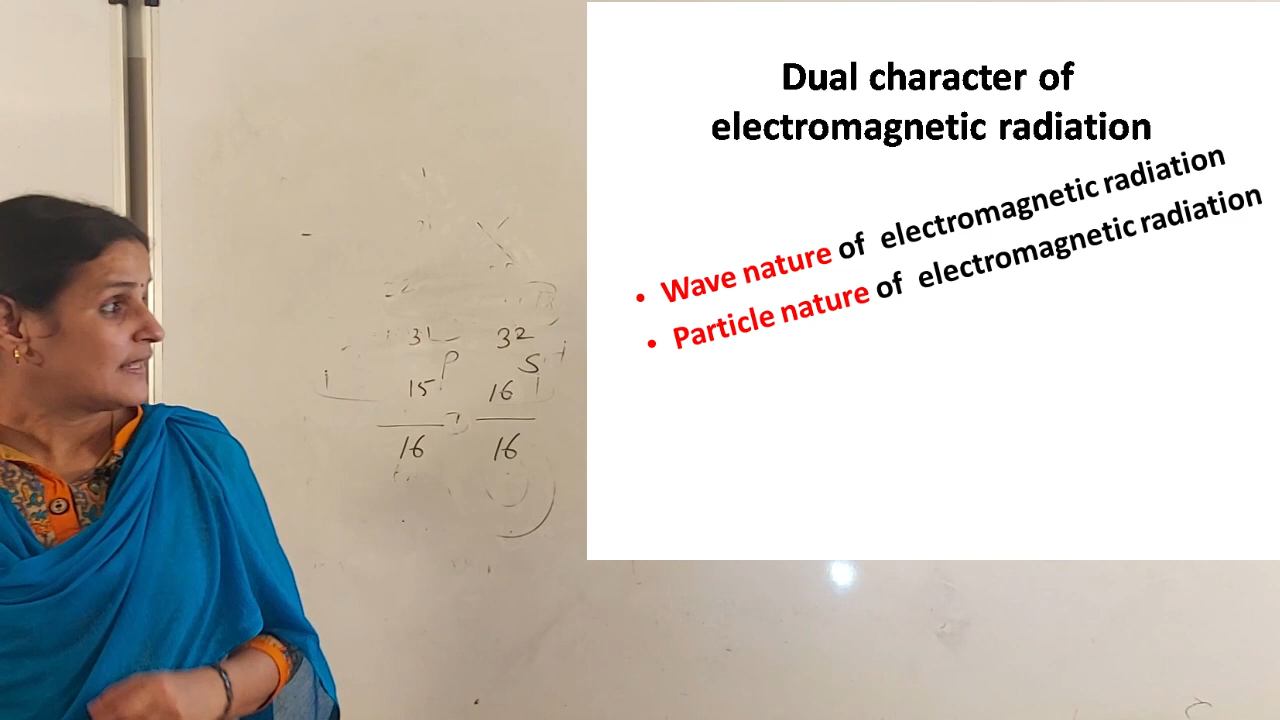 Dual character of
electromagnetic radiation
• Wave nature of electromagnetic radiation
• Particle nature of electromagnetic radiation
31 32
P S
15 16
16 16